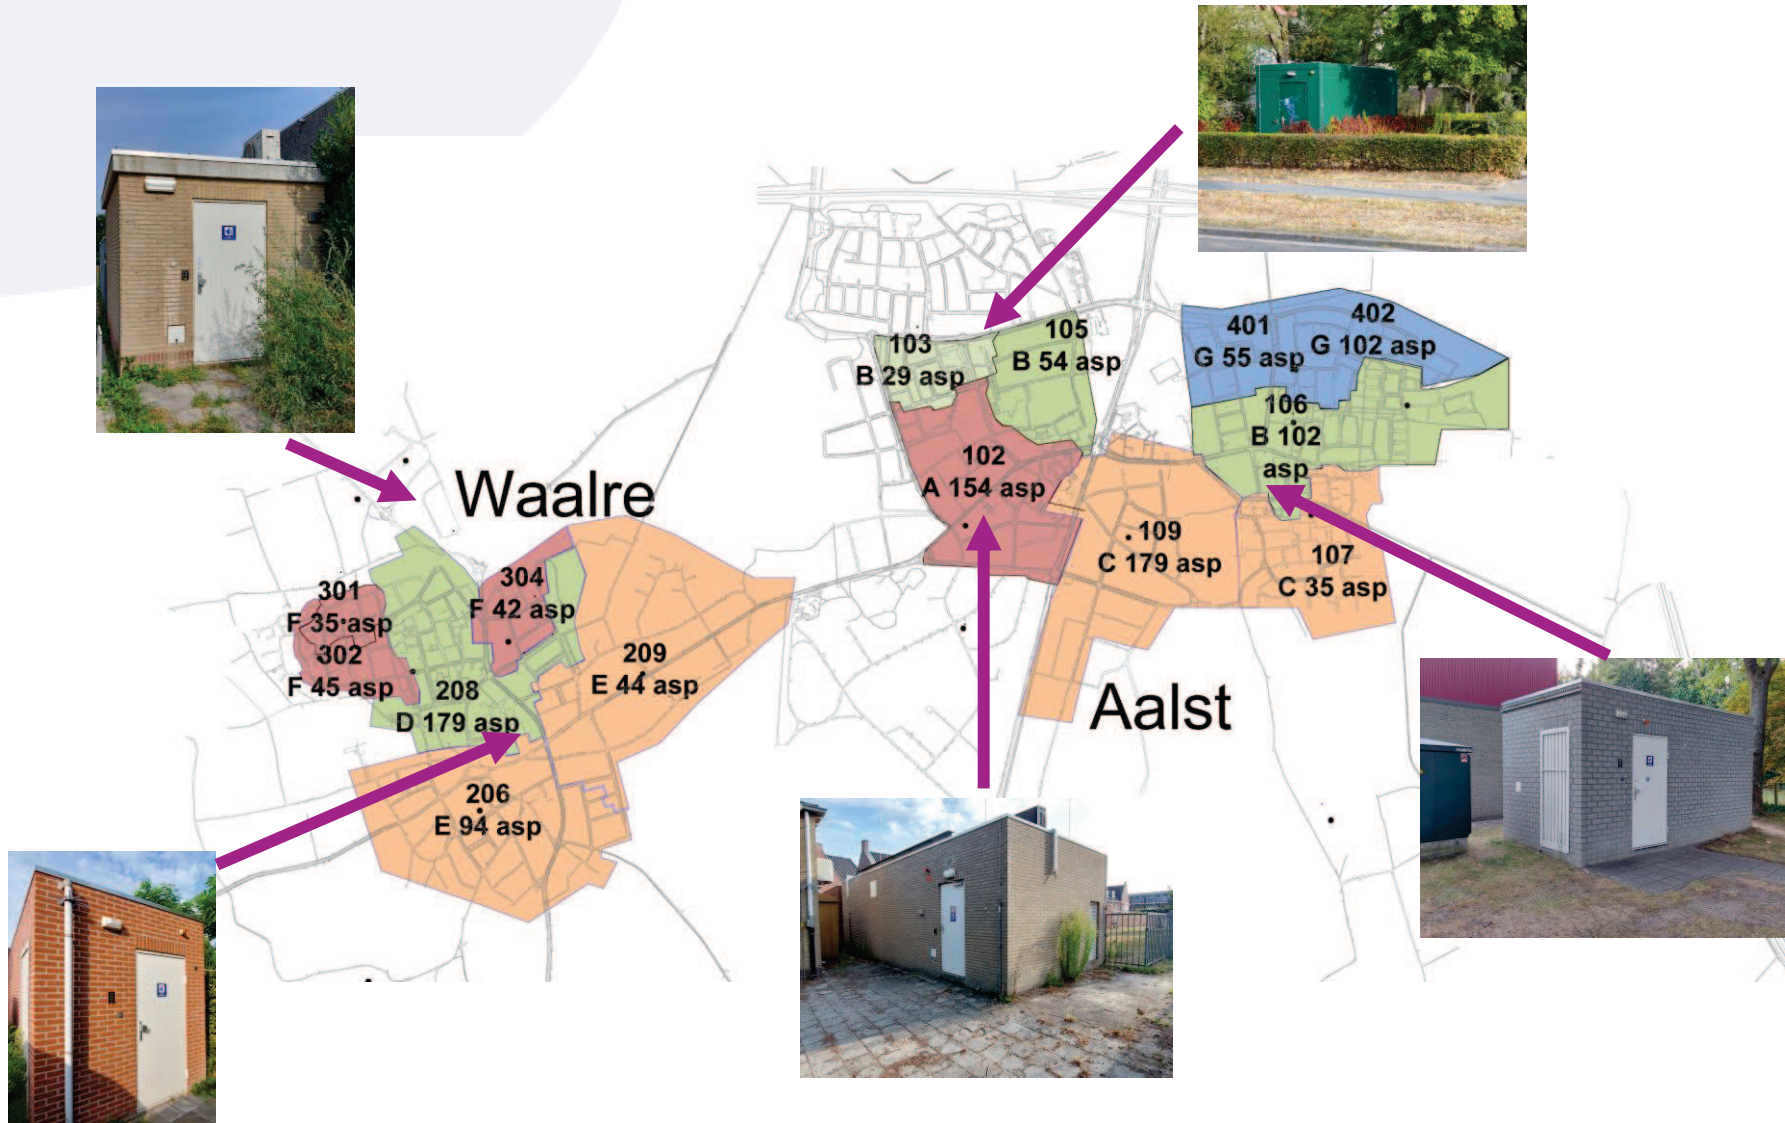 Waalre
Aalst
103
B 29 asp
105
B 54 asp
401
G 55 asp
402
G 102 asp
106
B 102
asp
102
A 154 asp
109
C 179 asp
107
C 35 asp
301
F 35 asp
302
F 45 asp
304
F 42 asp
208
D 179 asp
209
E 44 asp
206
E 94 asp